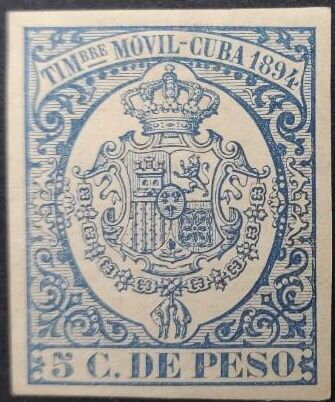 TIMBRE MÓVIL-CUBA 1894
5 C. DE PESO